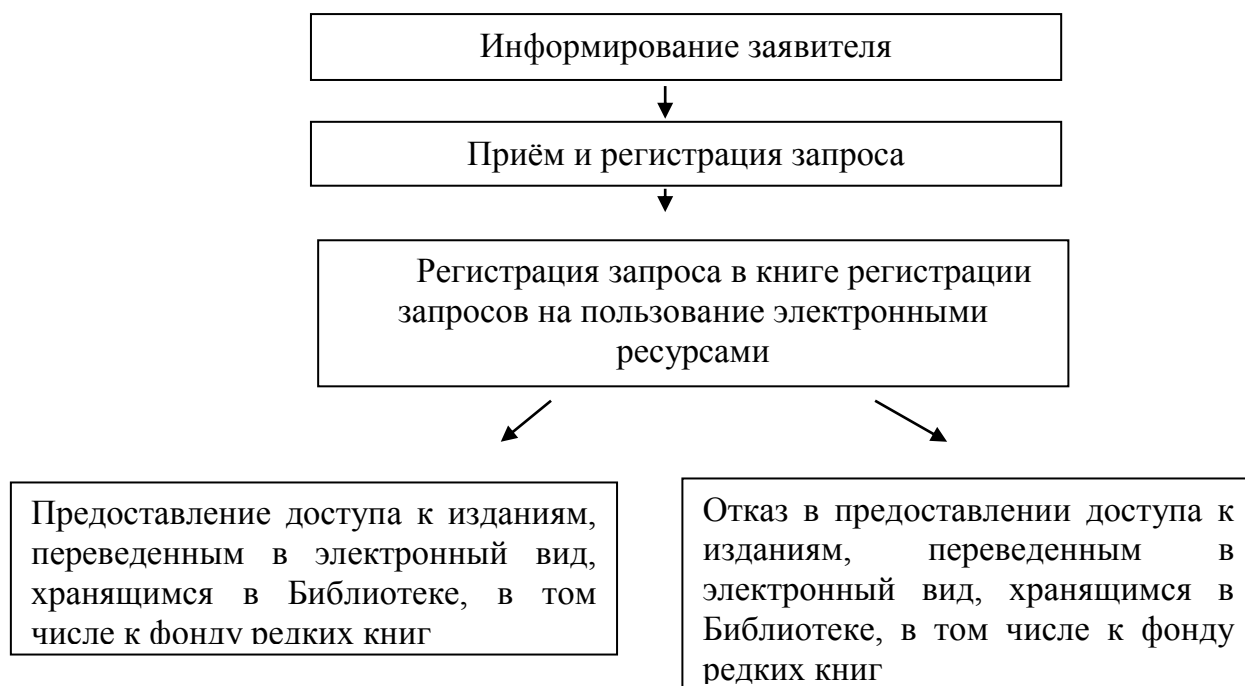 Информирование заявителя
Приём и регистрация запроса
Регистрация запроса в книге регистрации
запросов на пользование электронными
ресурсами
Предоставление доступа к изданиям,
переведенным в электронный вид,
хранящимся в Библиотеке, в том
числе к фонду редких книг
Отказ в предоставлении доступа к
изданиям, переведенным в
электронный вид, хранящимся в
Библиотеке, в том числе к фонду
редких книг